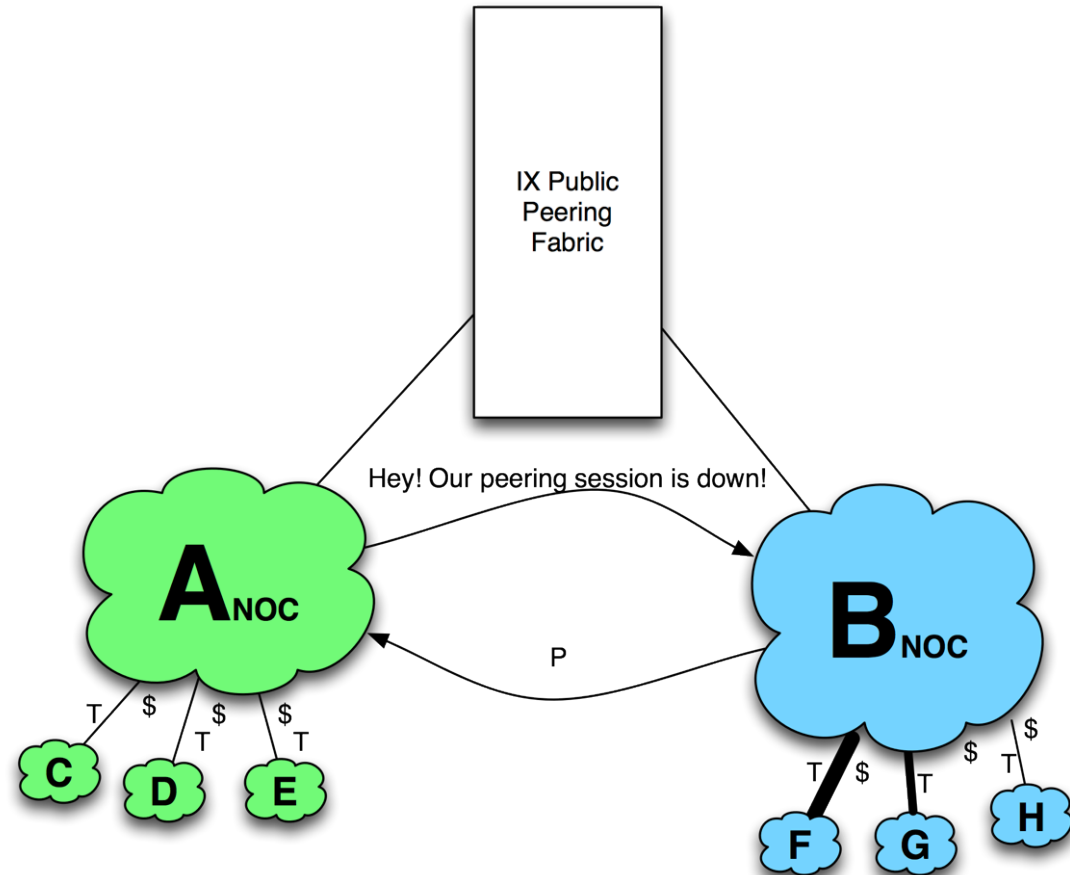 IX Public
Peering
Fabric
Hey! Our peering session is down!
A NOC
B NOC
P
T $
$
T
$
T
C
D
E
T $
T
$
T
$
F
G
H